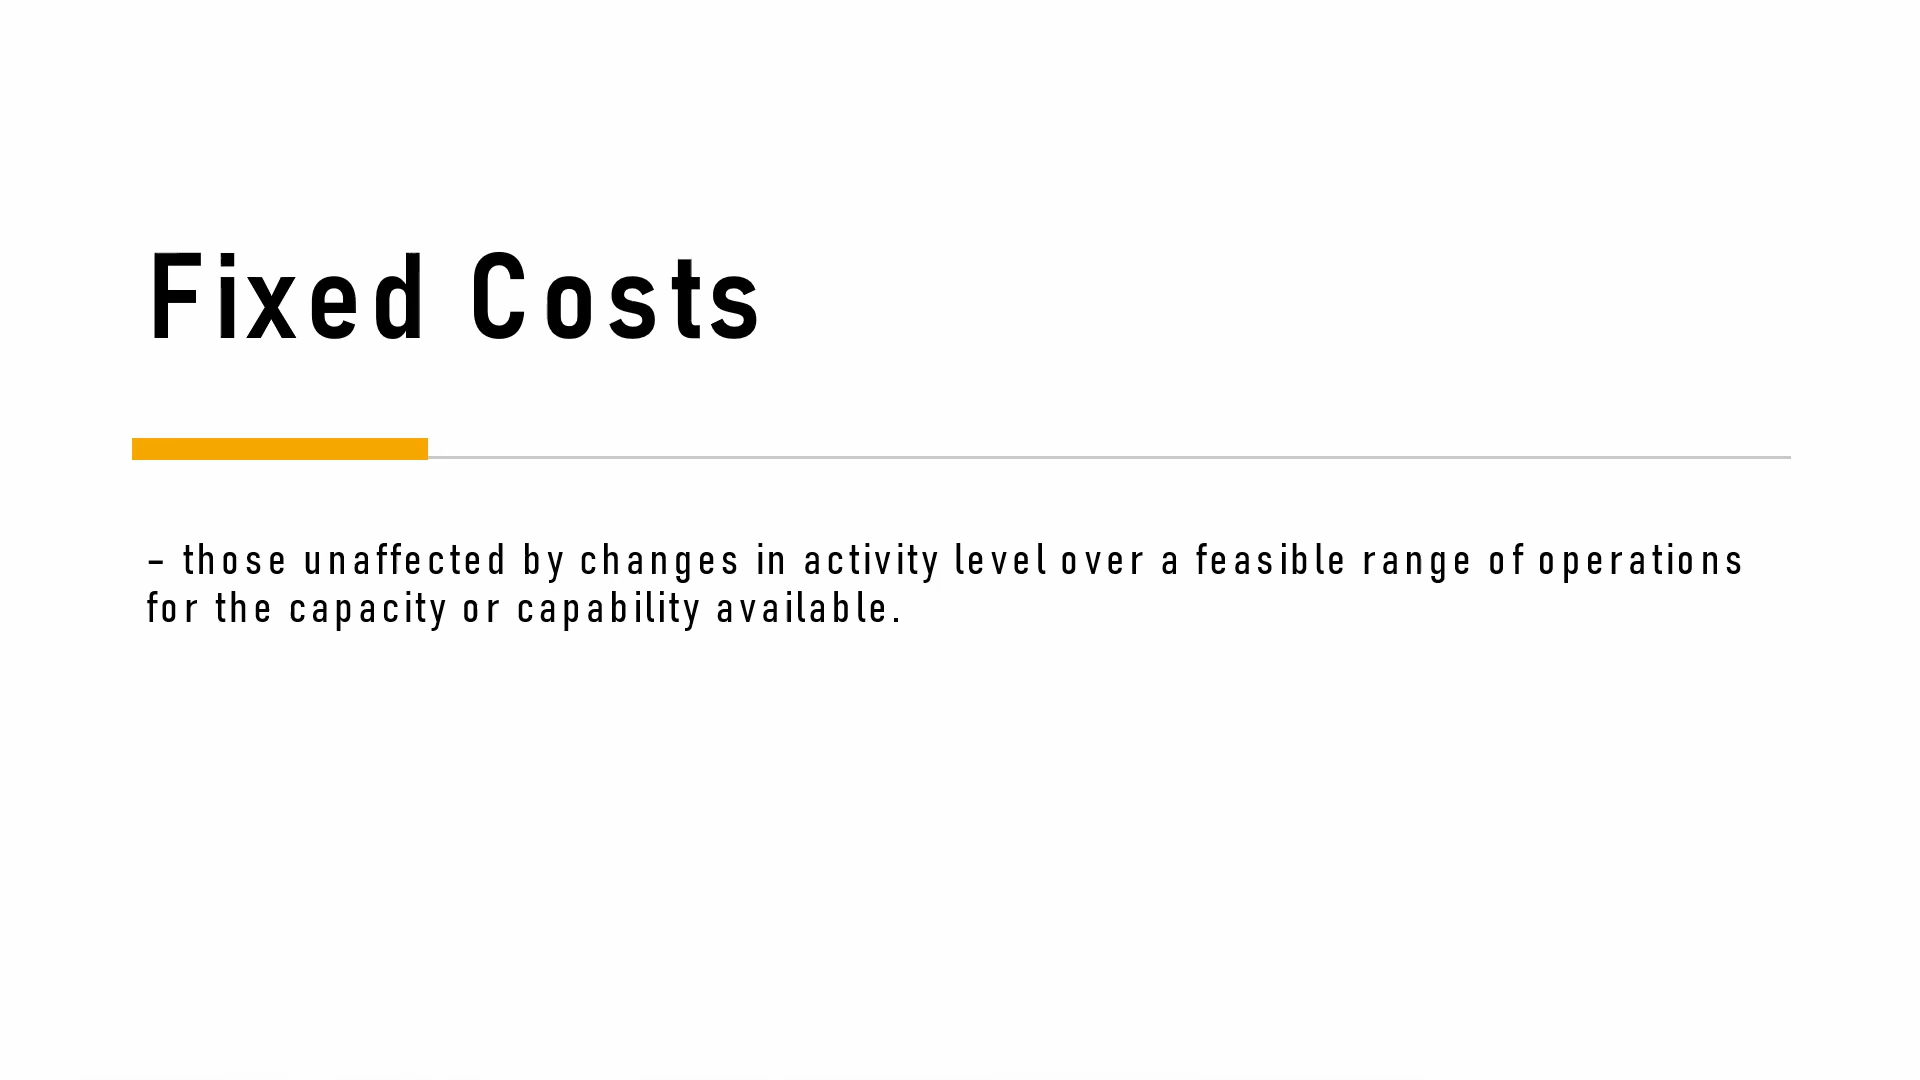 Fixed Costs
– those unaffected by changes in activity level over a feasible range of operations
for the capacity or capability available.